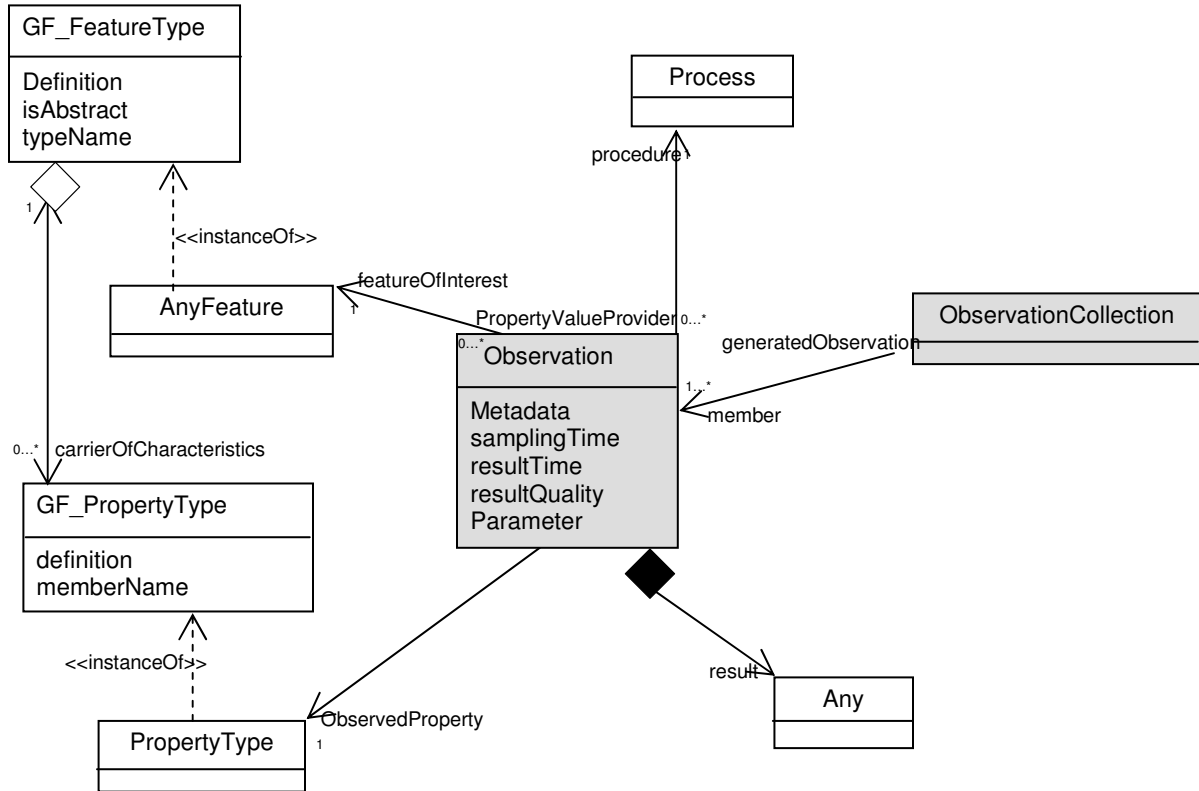 GF_FeatureType
Definition
isAbstract
typeName
Process
procedure
1
1
<<instanceOf>>
featureOfInterest
AnyFeature
1
PropertyValueProvider
0...*
ObservationCollection
generatedObservation
0...*
Observation
1...*
member
Metadata
samplingTime
resultTime
resultQuality
Parameter
0...*
carrierOfCharacteristics
GF_PropertyType
definition
memberName
<<instanceOf>>
result
Any
ObservedProperty
1
PropertyType